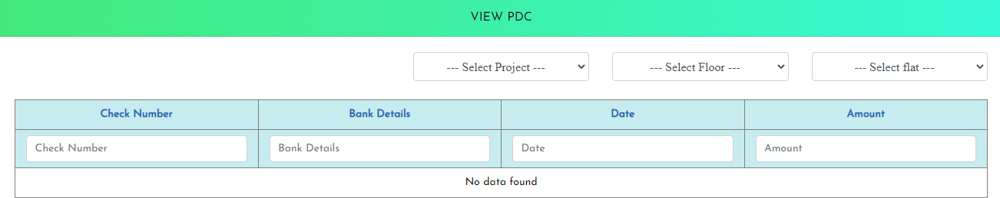 VIEW PDC
--- Select Project --- --- Select Floor --- --- Select flat ---
Check Number Bank Details Date Amount
Check Number Bank Details Date Amount
No data found